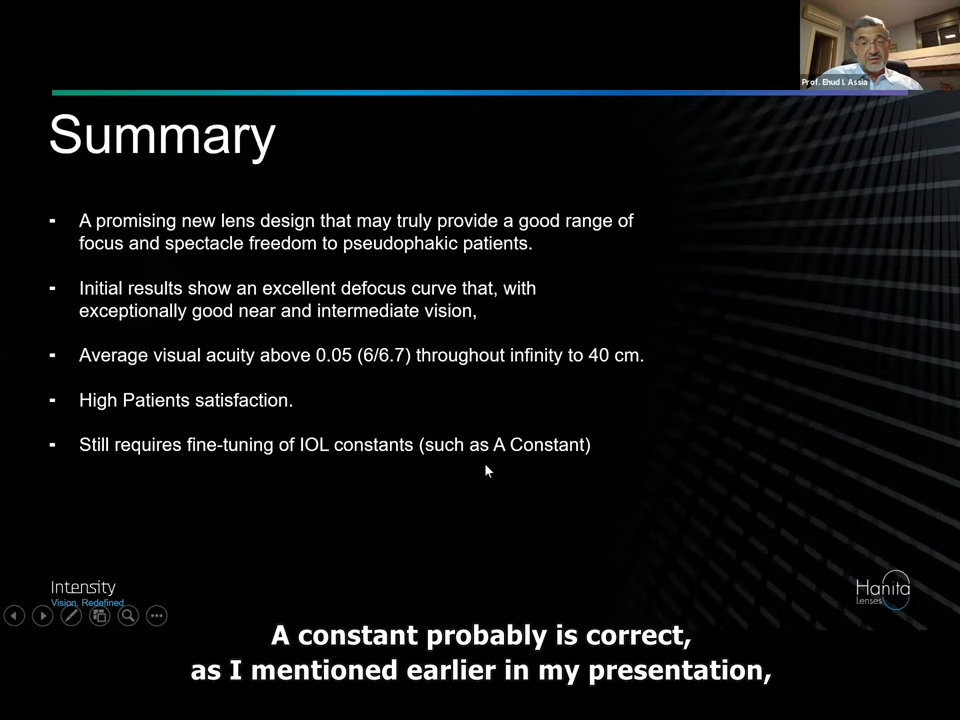 Prof. Ehud I. Assia
Summary
- A promising new lens design that may truly provide a good range of
focus and spectacle freedom to pseudophakic patients.
- Initial results show an excellent defocus curve that, with
exceptionally good near and intermediate vision,
- Average visual acuity above 0.05 (6/6.7) throughout infinity to 40 cm.
- High Patients satisfaction.
- Still requires fine-tuning of IOL constants (such as A Constant)
Intensity
Vision, Redefined
Hanita
Lenses
A constant probably is correct,
as I mentioned earlier in my presentation,